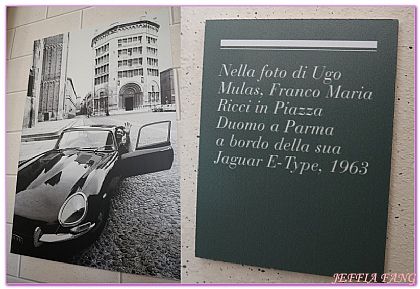 Nella foto di Ugo
Mulas, Franco Maria
Ricci in Piazza
Duomo a Parma
a bordo della sua
Jaguar E-Type, 1963
JEFFIA FANG